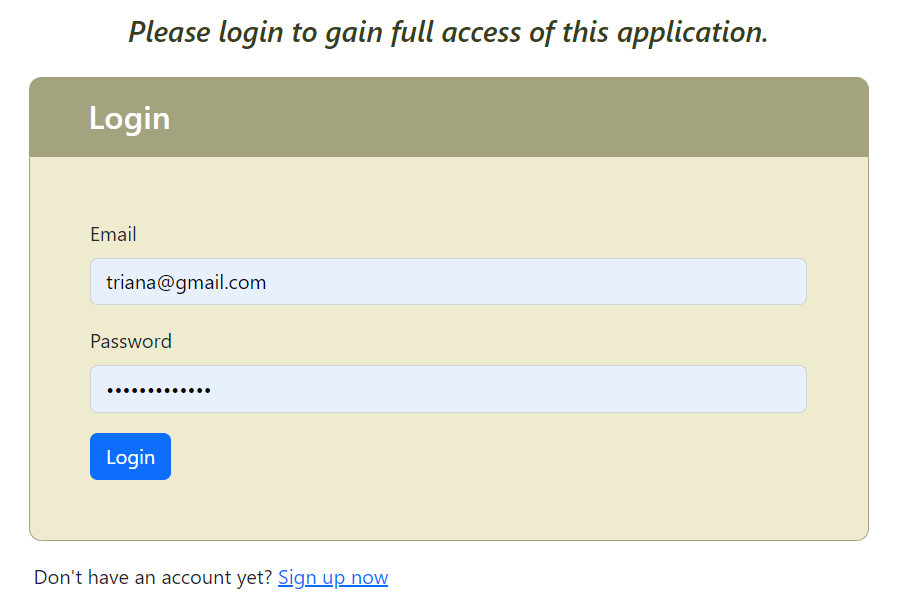 Please login to gain full access of this application.
Login
Email
triana@gmail.com
Password
•••••••••••••
Login
Don't have an account yet? Sign up now